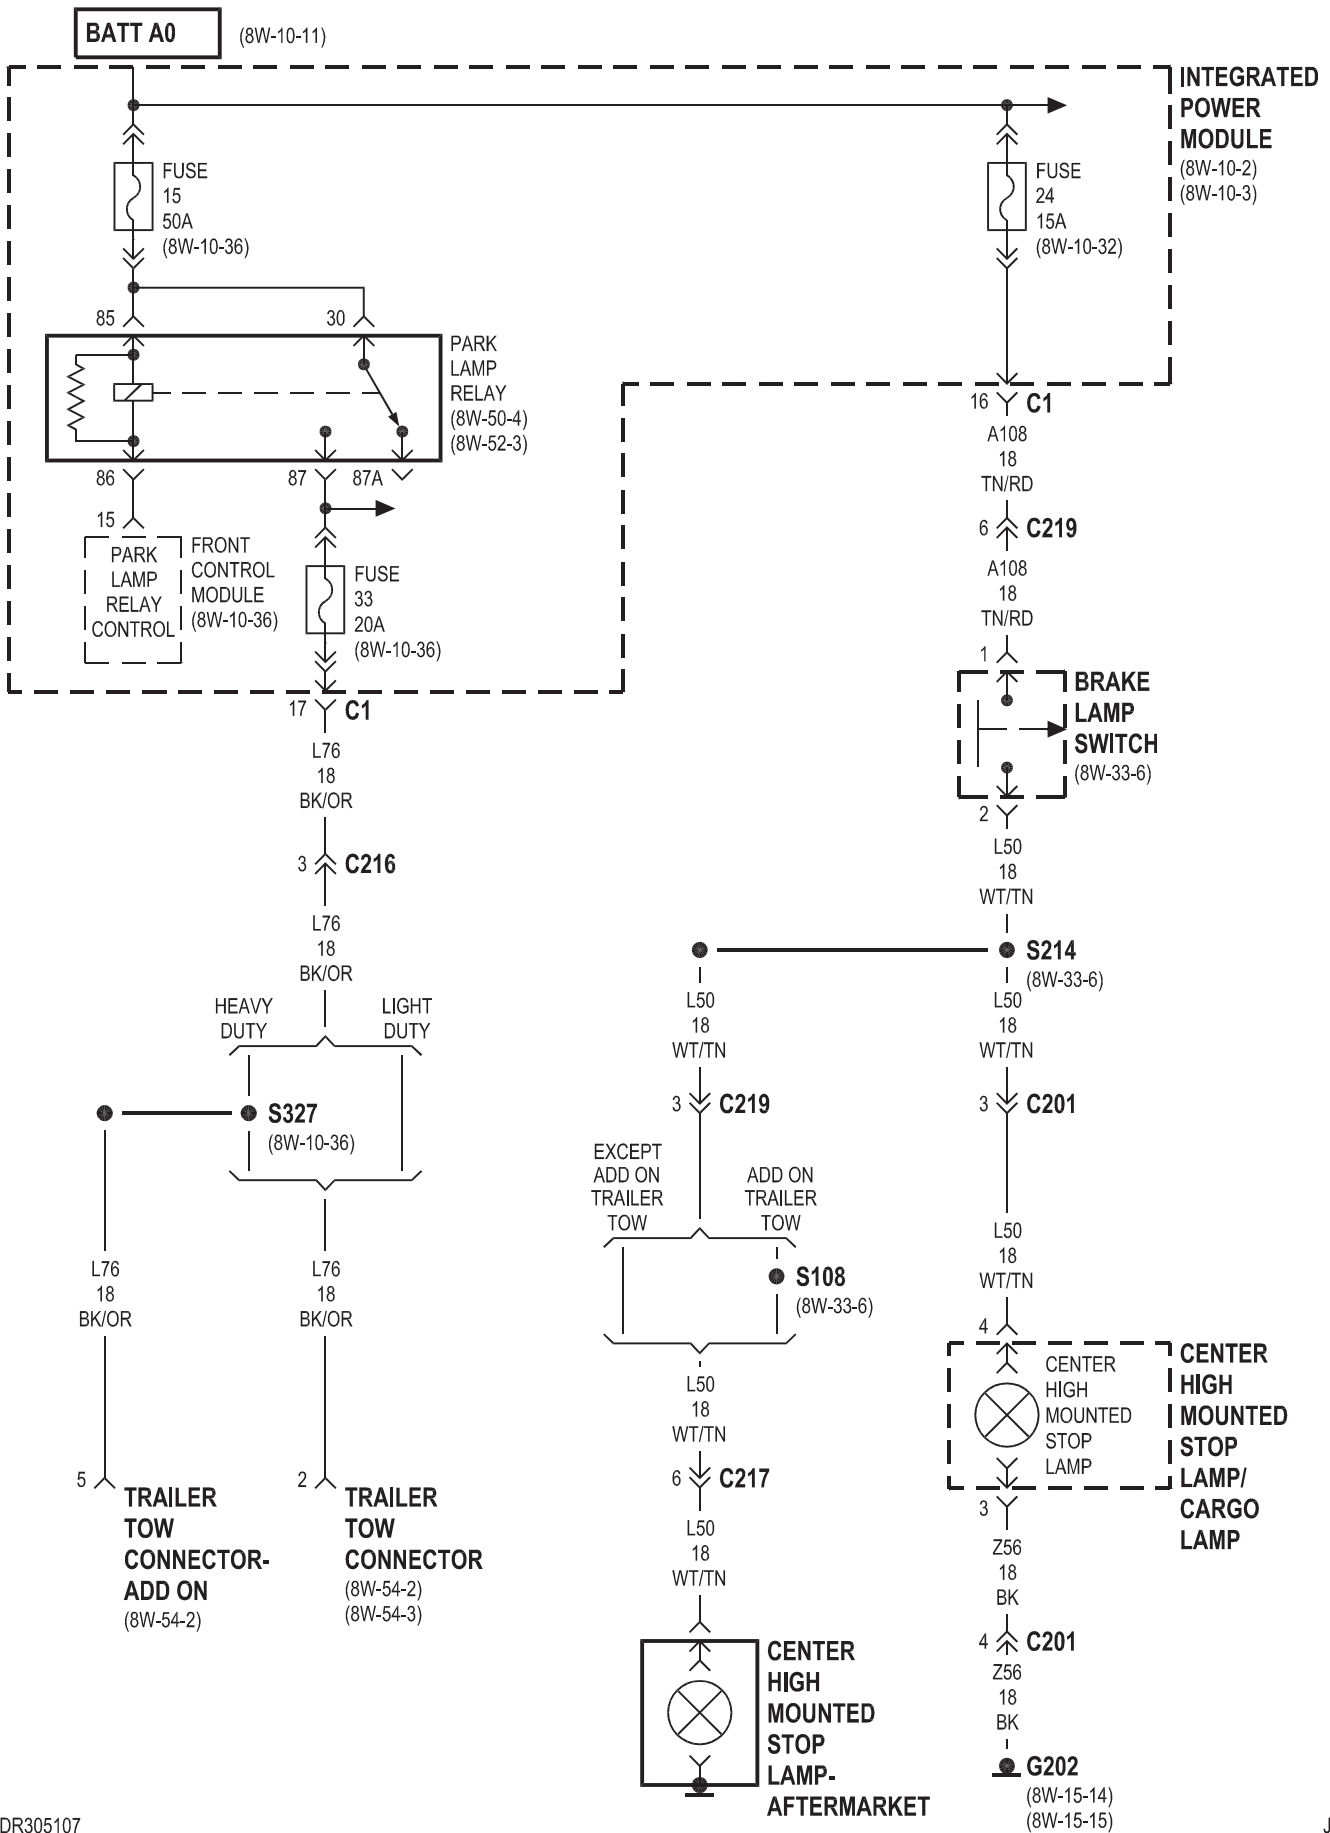 BATT A0
(8W-10-11)
INTEGRATED
POWER
MODULE
(8W-10-2)
(8W-10-3)
FUSE
15
50A
(8W-10-36)
FUSE
24
15A
(8W-10-32)
85
30
PARK
LAMP
RELAY
(8W-50-4)
(8W-52-3)
86
87
87A
15
PARK
LAMP
RELAY
CONTROL
FRONT
CONTROL
MODULE
(8W-10-36)
FUSE
33
20A
(8W-10-36)
16
C1
A108
18
TN/RD
6
C219
A108
18
TN/RD
1
BRAKE
LAMP
SWITCH
(8W-33-6)
2
L50
18
WT/TN
17
C1
L76
18
BK/OR
3
C216
L76
18
BK/OR
HEAVY
DUTY
LIGHT
DUTY
S327
(8W-10-36)
L76
18
BK/OR
L76
18
BK/OR
5
TRAILER
TOW
CONNECTOR-
ADD ON
(8W-54-2)
2
TRAILER
TOW
CONNECTOR
(8W-54-2)
(8W-54-3)
S214
(8W-33-6)
L50
18
WT/TN
L50
18
WT/TN
3
C219
3
C201
EXCEPT
ADD ON
TRAILER
TOW
ADD ON
TRAILER
TOW
S108
(8W-33-6)
L50
18
WT/TN
6
C217
L50
18
WT/TN
CENTER
HIGH
MOUNTED
STOP
LAMP-
AFTERMARKET
L50
18
WT/TN
4
CENTER
HIGH
MOUNTED
STOP
LAMP
CENTER
HIGH
MOUNTED
STOP
LAMP/
CARGO
LAMP
3
Z56
18
BK
4
C201
Z56
18
BK
G202
(8W-15-14)
(8W-15-15)
DR305107
J